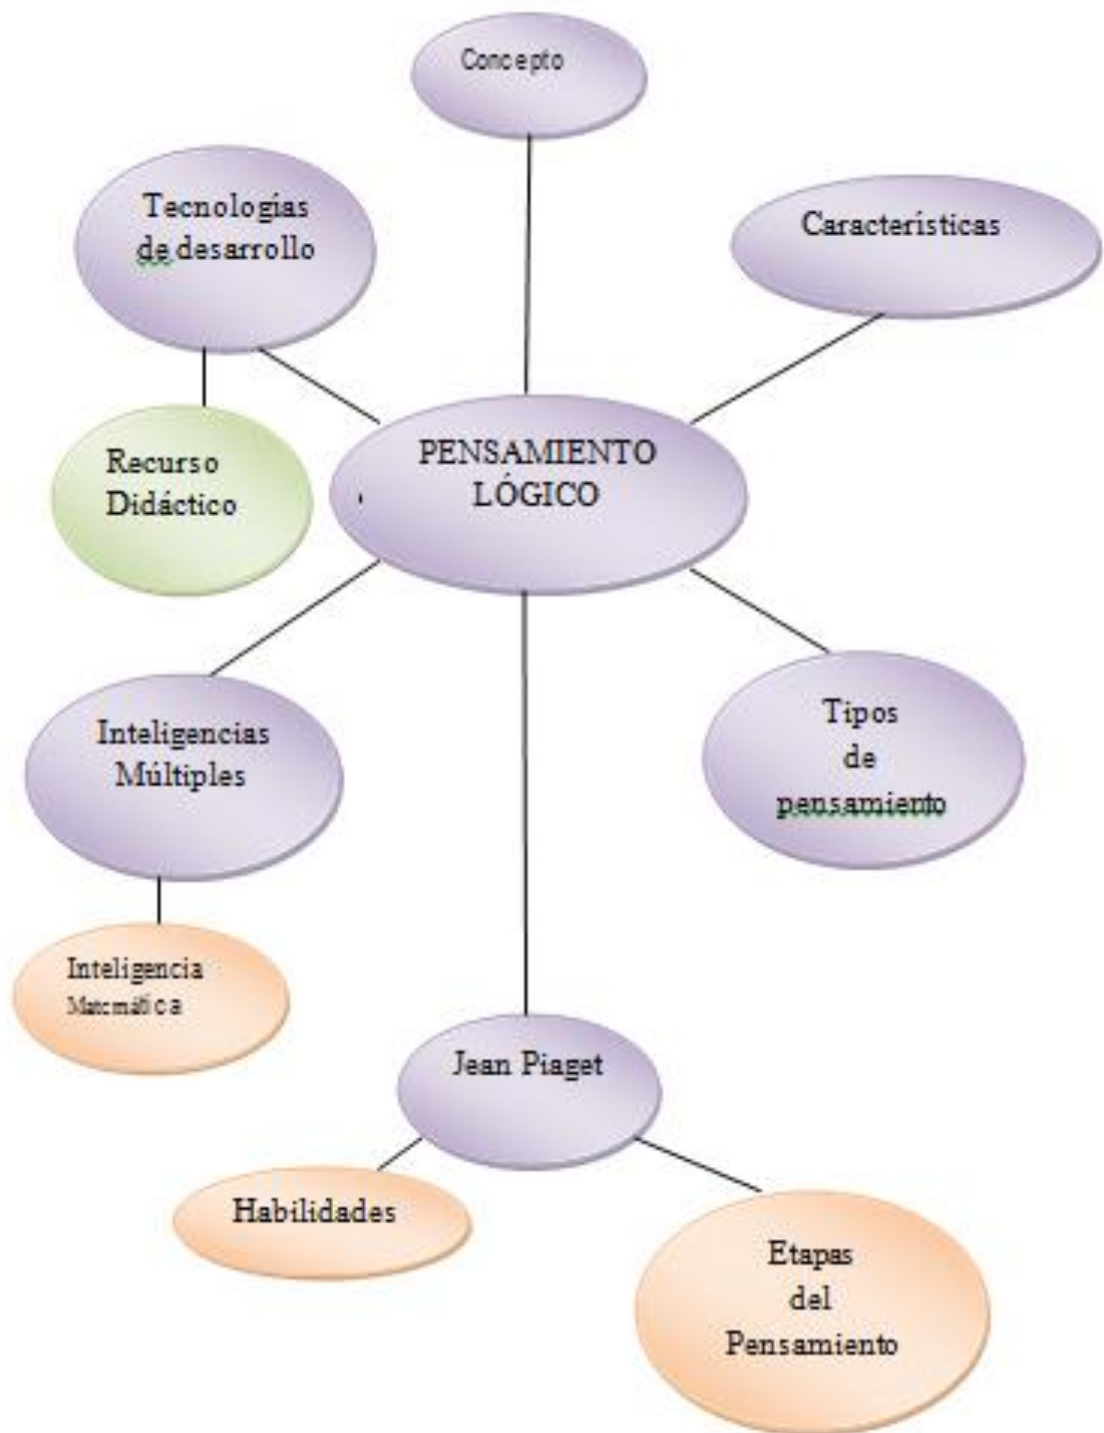 Concepto
Tecnologías
de desarrollo
Características
PENSAMIENTO
LÓGICO
Recurso
Didáctico
Inteligencias
Múltiples
Tipos
de
pensamiento
Inteligencia
Matemática
Jean Piaget
Habilidades
Etapas
del
Pensamiento